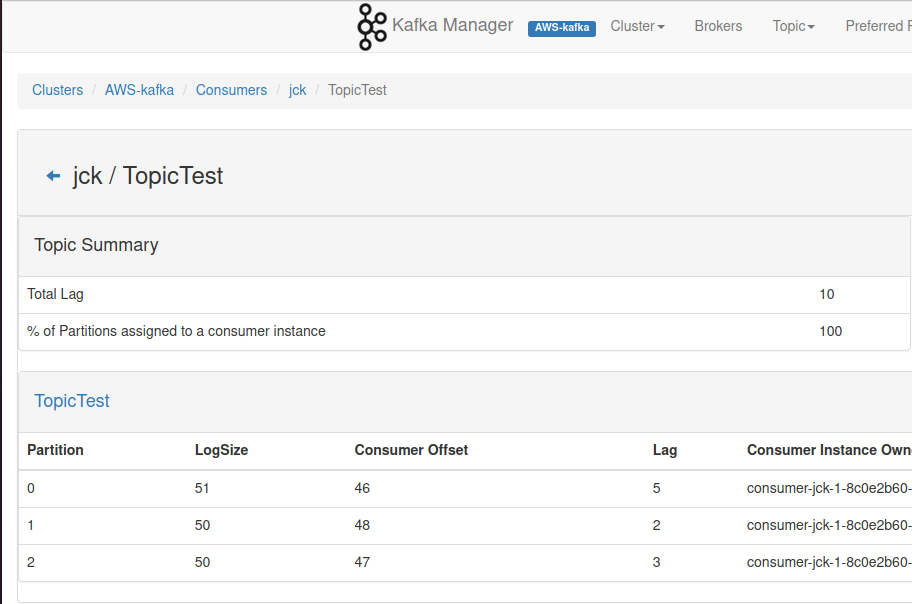 Kafka Manager AWS-kafka Cluster Brokers Topic Preferred
Clusters / AWS-kafka / Consumers / jck / TopicTest
jck / TopicTest
Topic Summary
Total Lag 10
% of Partitions assigned to a consumer instance 100
TopicTest
Partition LogSize Consumer Offset Lag Consumer Instance Own
0 51 46 5 consumer-jck-1-8c0e2b60-
1 50 48 2 consumer-jck-1-8c0e2b60-
2 50 47 3 consumer-jck-1-8c0e2b60-